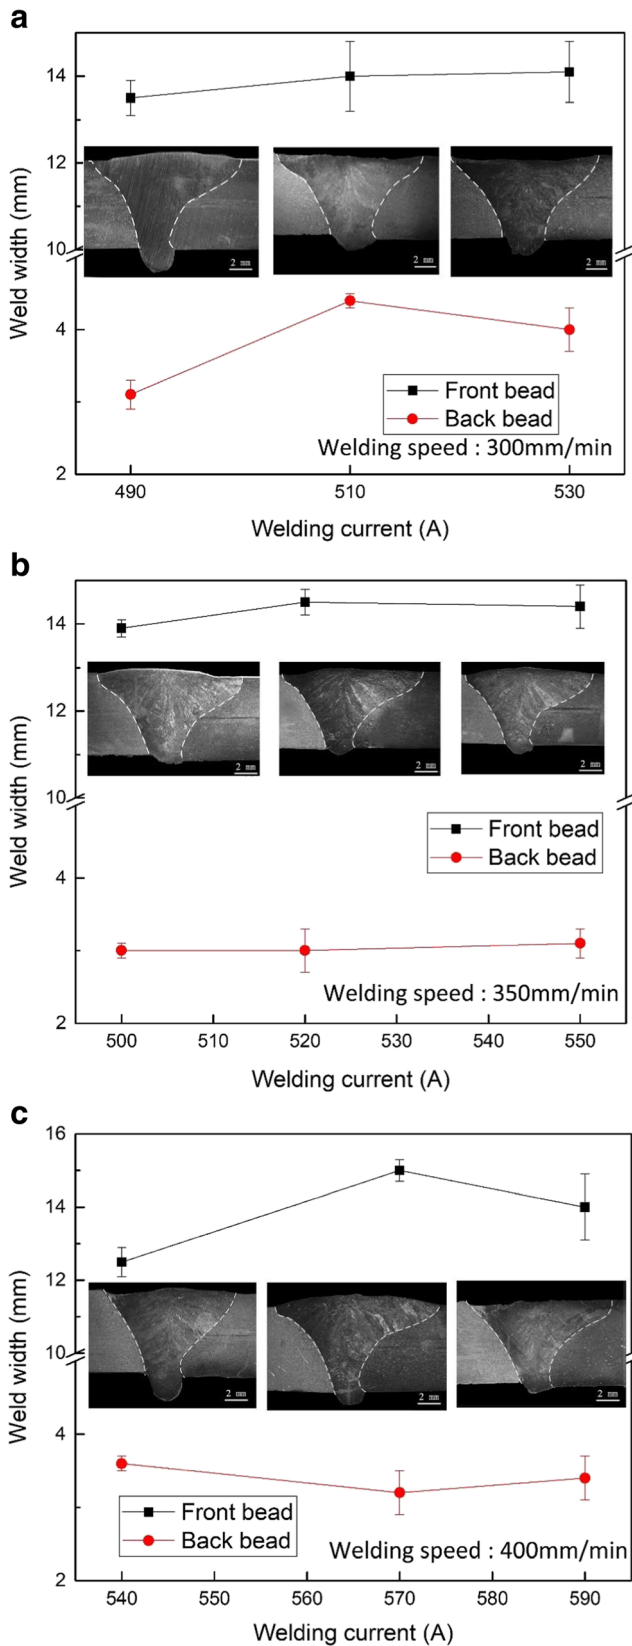 a
Weld width (mm)
14
12
10
4
2
2 mm
2 mm
2 mm
Front bead
Back bead
Welding speed : 300mm/min
490
510
530
Welding current (A)
b
Weld width (mm)
14
12
10
4
2
2 mm
2 mm
2 mm
Front bead
Back bead
Welding speed : 350mm/min
500
510
520
530
540
550
Welding current (A)
c
Weld width (mm)
16
14
12
10
4
2
2 mm
2 mm
2 mm
Front bead
Back bead
Welding speed : 400mm/min
540
550
560
570
580
590
Welding current (A)